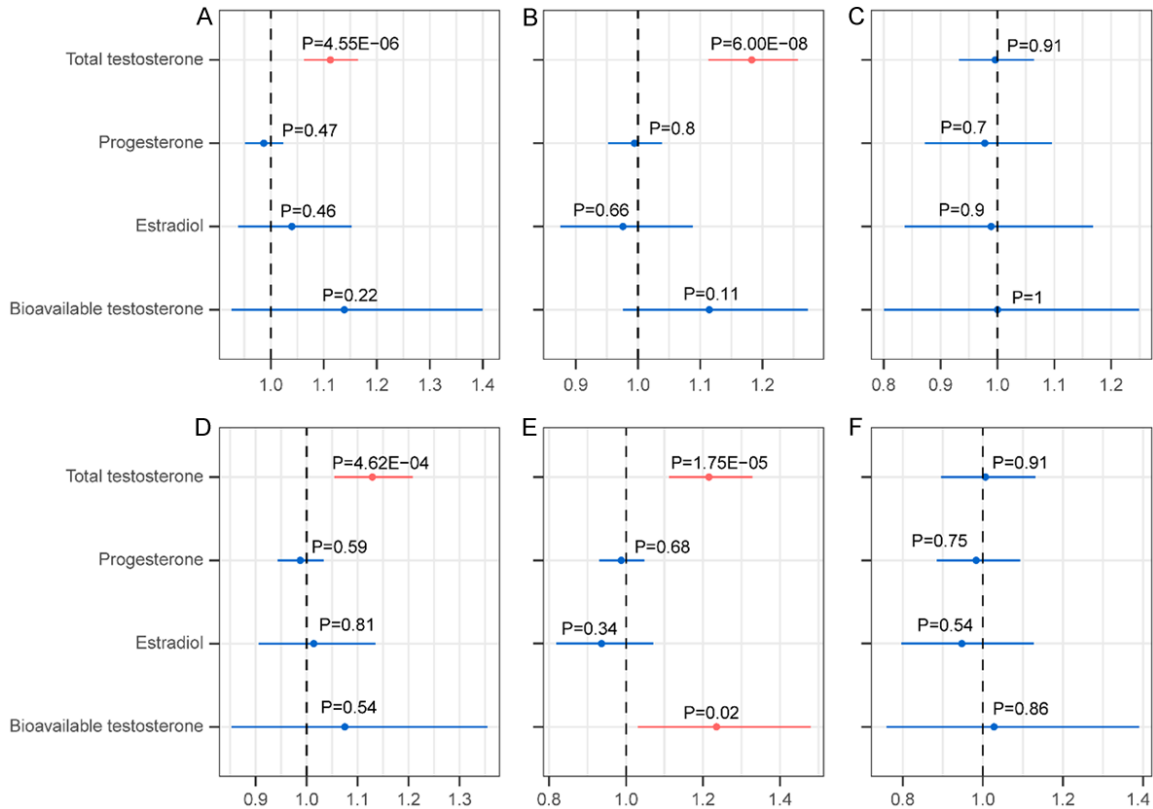 A
B
C
Total testosterone
P=4.55E−06
P=6.00E−08
P=0.91
Progesterone
P=0.47
P=0.8
P=0.7
Estradiol
P=0.46
P=0.66
P=0.9
Bioavailable testosterone
P=0.22
P=0.11
P=1
1.0 1.1 1.2 1.3 1.4
0.9 1.0 1.1 1.2
0.8 0.9 1.0 1.1 1.2
D
E
F
Total testosterone
P=4.62E−04
P=1.75E−05
P=0.91
Progesterone
P=0.59
P=0.68
P=0.75
Estradiol
P=0.81
P=0.34
P=0.54
Bioavailable testosterone
P=0.54
P=0.02
P=0.86
0.9 1.0 1.1 1.2 1.3
0.8 1.0 1.2 1.4
0.8 1.0 1.2 1.4